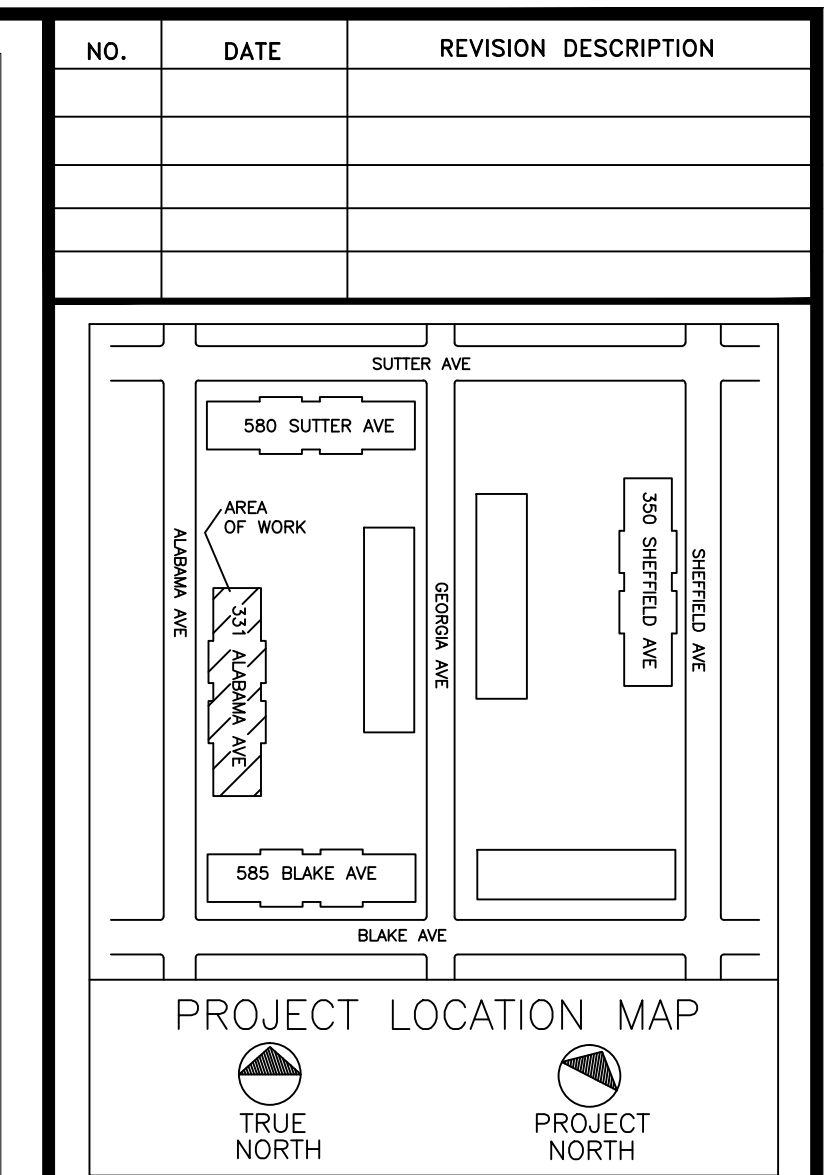 NO. DATE REVISION DESCRIPTION
SUTTER AVE
580 SUTTER AVE
AREA
OF WORK
ALABAMA AVE
331 ALABAMA AVE
GEORGIA AVE
350 SHEFFIELD AVE
SHEFFIELD AVE
585 BLAKE AVE
BLAKE AVE
PROJECT LOCATION MAP
TRUE
NORTH
PROJECT
NORTH